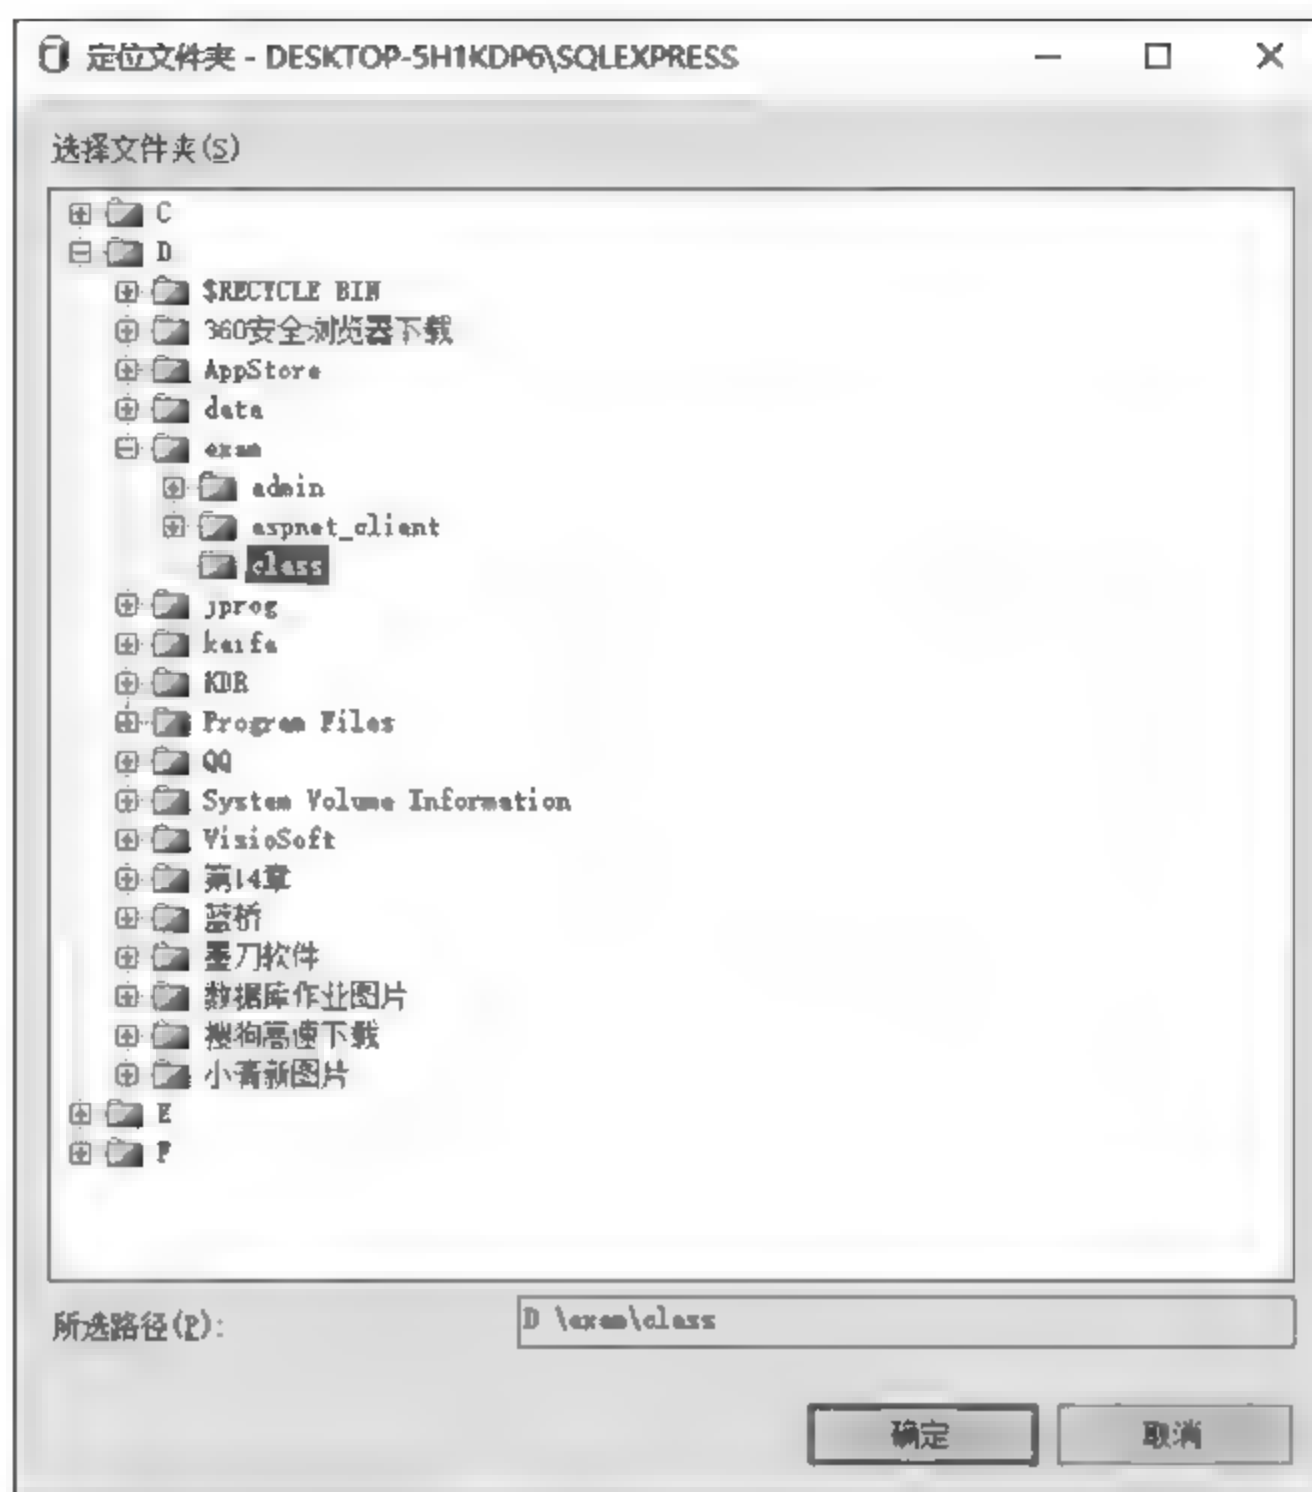 定位文件夹 - DESKTOP-5H1KDP6\SQLEXPRESS
选择文件夹(S)
C
D
$RECYCLE BIN
360安全浏览器下载
AppStore
data
exam
admin
aspnet_client
class
jprog
kaifa
KDR
Program Files
QQ
System Volume Information
VisioSoft
第14章
蓝桥
墨刀软件
数据库作业图片
搜狗高速下载
小清新图片
E
F
所选路径(P):
D \exam\class
确定
取消